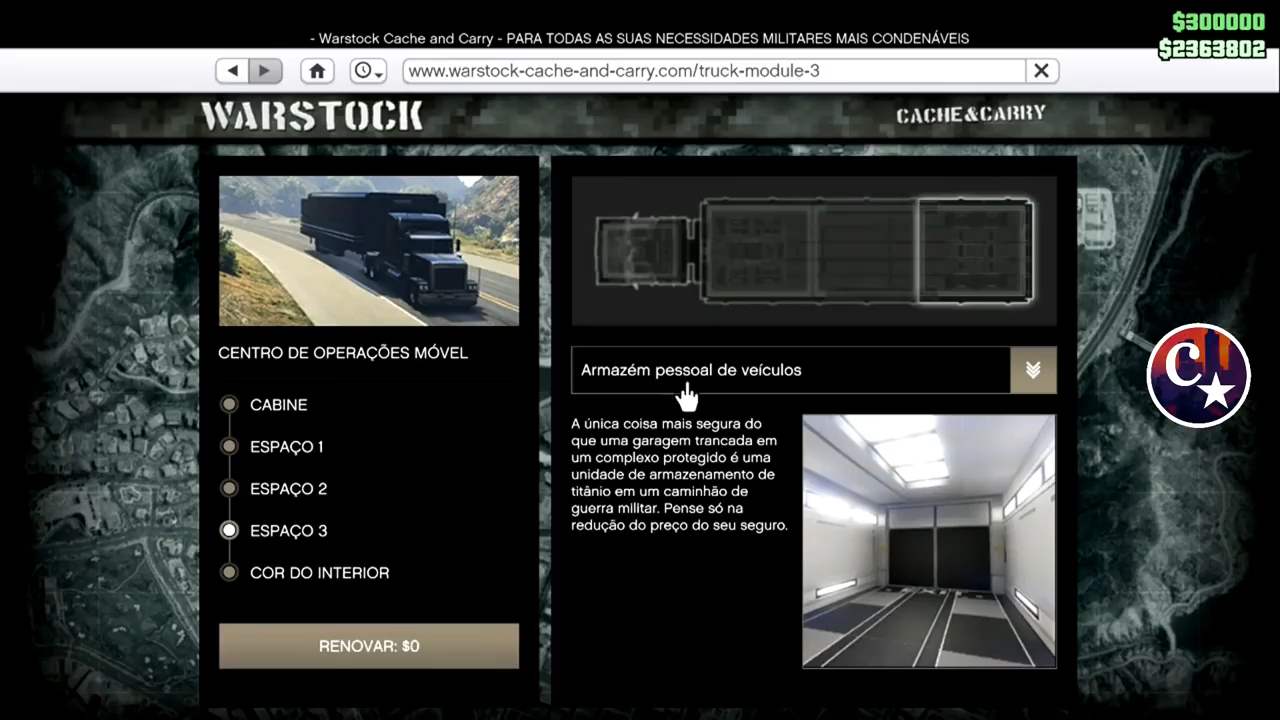 $300000
- Warstock Cache and Carry - PARA TODAS AS SUAS NECESSIDADES MILITARES MAIS CONDENÁVEIS
$2363802
www.warstock-cache-and-carry.com/truck-module-3
WARSTOCK
CACHE&CARRY
CENTRO DE OPERAÇÕES MÓVEL
CABINE
ESPAÇO 1
ESPAÇO 2
ESPAÇO 3
COR DO INTERIOR
RENOVAR: $0
Armazém pessoal de veículos
A única coisa mais segura do
que uma garagem trancada em
um complexo protegido é uma
unidade de armazenamento de
titânio em um caminhão de
guerra militar. Pense só na
redução do preço do seu seguro.
C